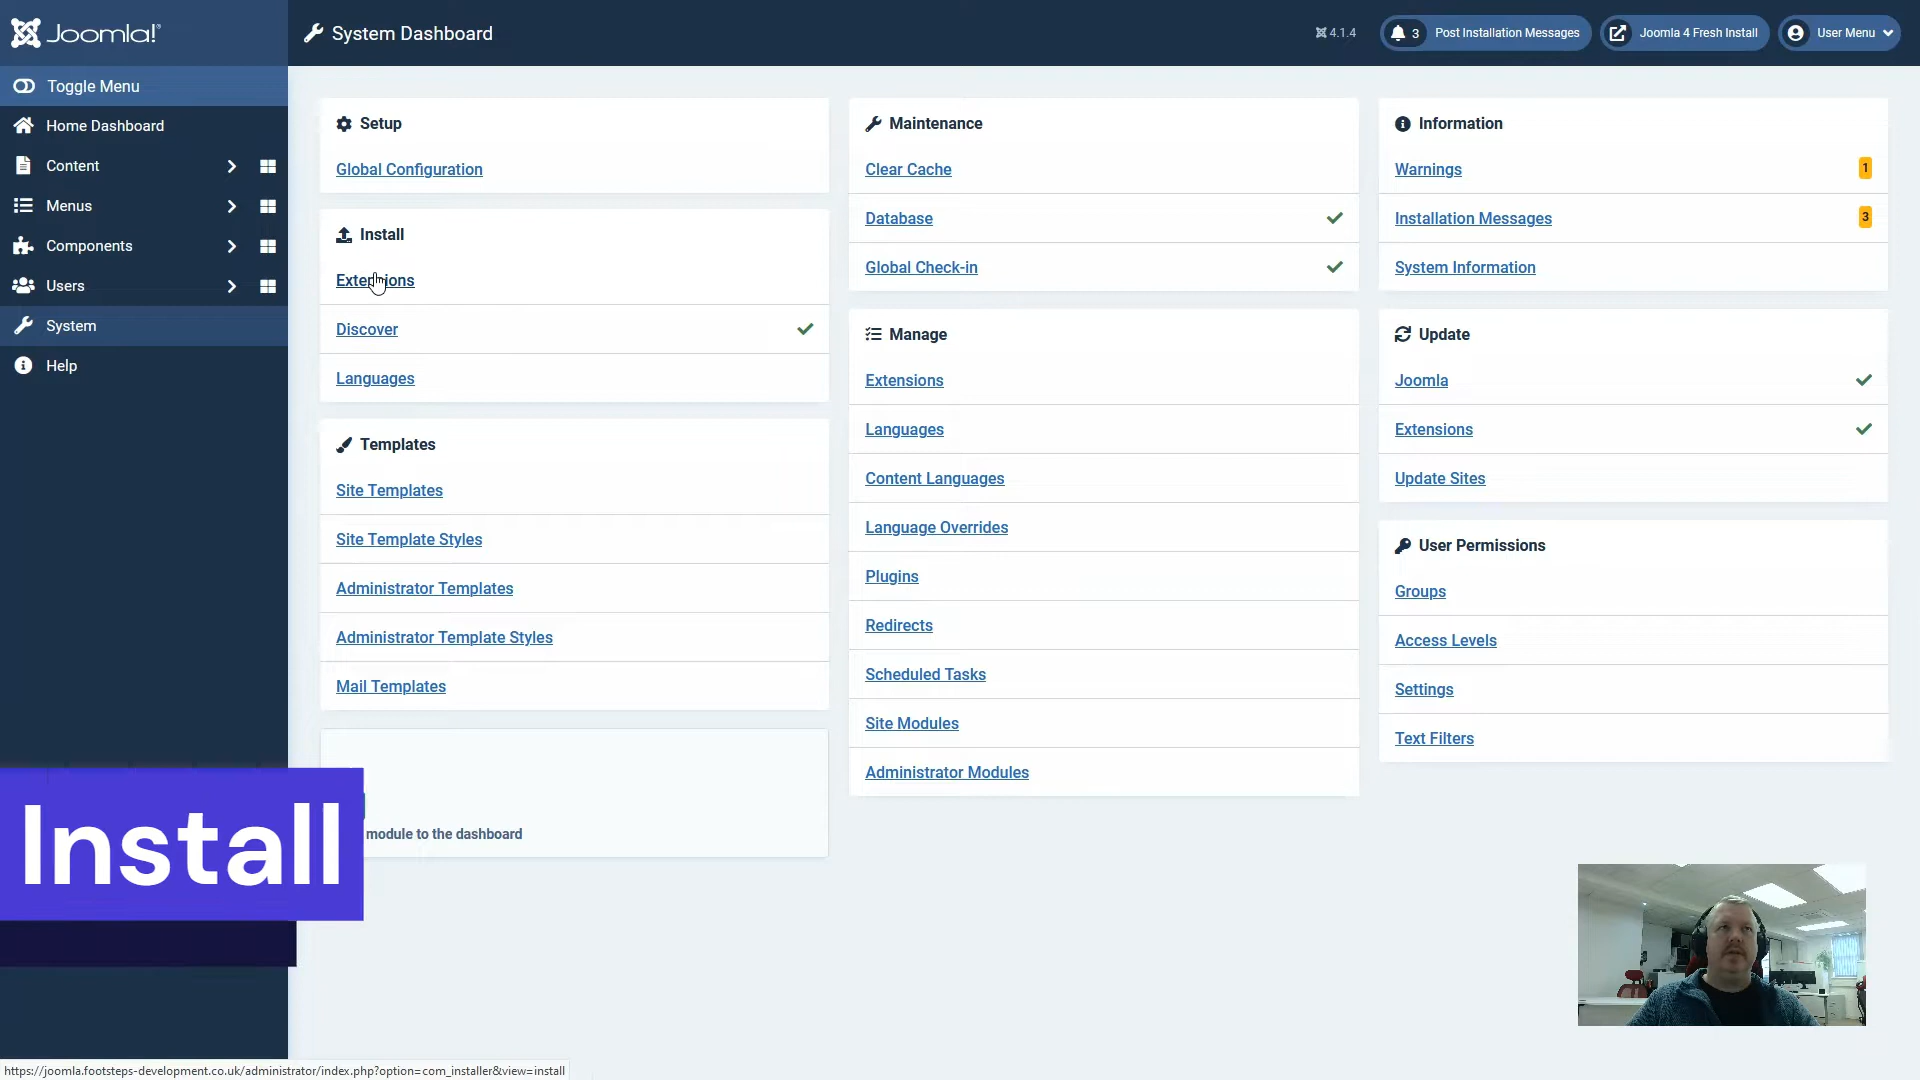 Joomla!®
System Dashboard
4.1.4
3
Post Installation Messages
Joomla 4 Fresh Install
User Menu
Toggle Menu
Home Dashboard
Content
Menus
Components
Users
System
Help
Setup
Global Configuration
Install
Extensions
Discover
Languages
Templates
Site Templates
Site Template Styles
Administrator Templates
Administrator Template Styles
Mail Templates
module to the dashboard
Maintenance
Clear Cache
Database
Global Check-in
Manage
Extensions
Languages
Content Languages
Language Overrides
Plugins
Redirects
Scheduled Tasks
Site Modules
Administrator Modules
Information
Warnings 1
Installation Messages 3
System Information
Update
Joomla
Extensions
Update Sites
User Permissions
Groups
Access Levels
Settings
Text Filters
Install
https://joomla.footsteps-development.co.uk/administrator/index.php?option=com_installer&view=install